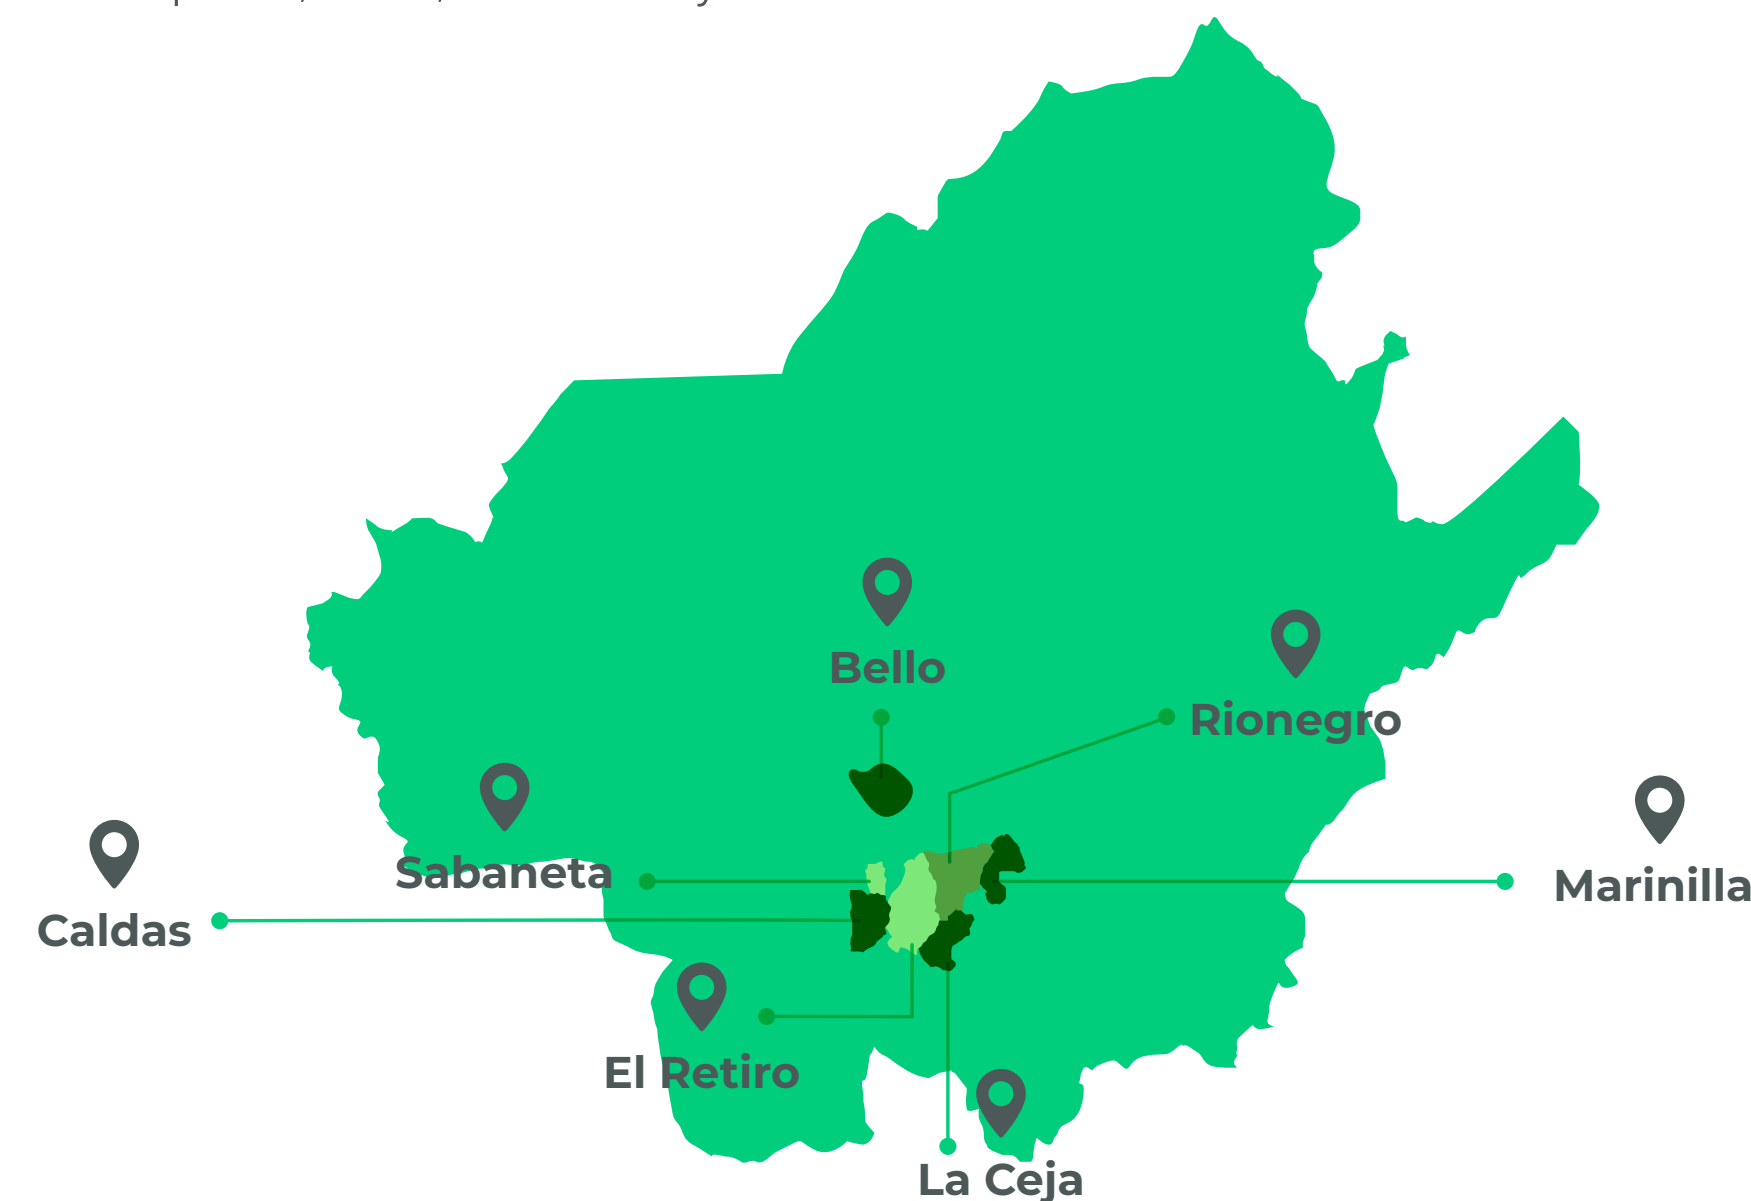 Bello
Rionegro
Sabaneta
Marinilla
Caldas
El Retiro
La Ceja